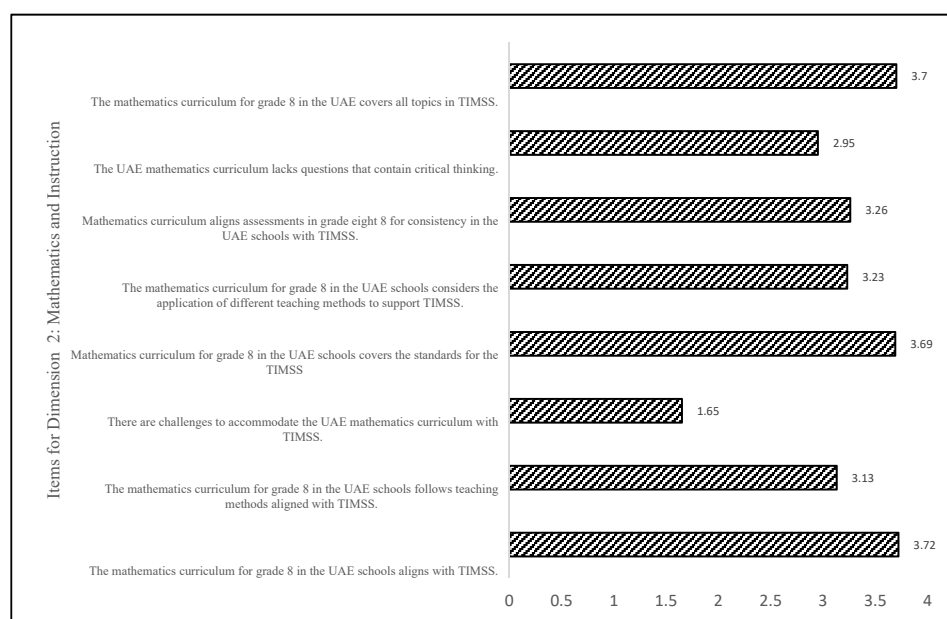 Items for Dimension 2: Mathematics and Instruction
The mathematics curriculum for grade 8 in the UAE covers all topics in TIMSS.
3.7
The UAE mathematics curriculum lacks questions that contain critical thinking.
2.95
Mathematics curriculum aligns assessments in grade eight 8 for consistency in the
UAE schools with TIMSS.
3.26
The mathematics curriculum for grade 8 in the UAE schools considers the
application of different teaching methods to support TIMSS.
3.23
Mathematics curriculum for grade 8 in the UAE schools covers the standards for the
TIMSS
3.69
There are challenges to accommodate the UAE mathematics curriculum with
TIMSS.
1.65
The mathematics curriculum for grade 8 in the UAE schools follows teaching
methods aligned with TIMSS.
3.13
The mathematics curriculum for grade 8 in the UAE schools aligns with TIMSS.
3.72
0 0.5 1 1.5 2 2.5 3 3.5 4